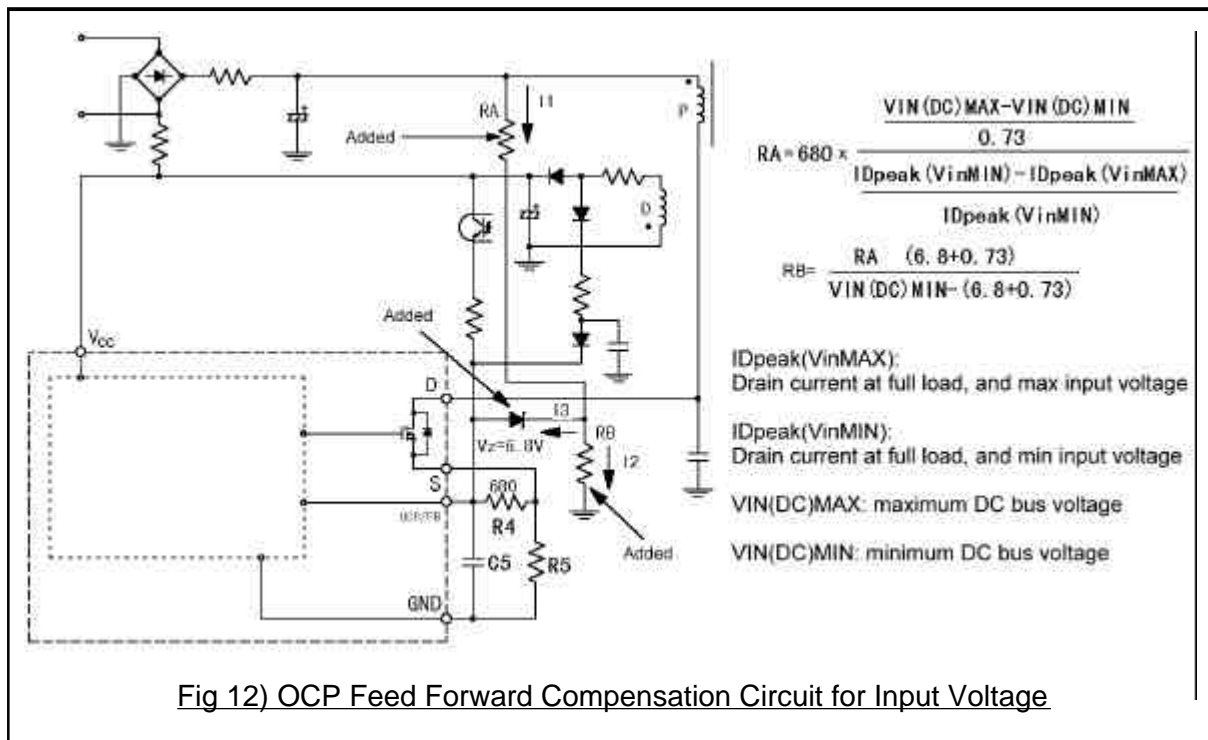 I1
RA
P
Added
D
Added
Vcc
D
I3
Vz=6.8V
RB
I2
S
680
OCP/FB
R4
Added
C5
R5
GND
RA=680×
VIN(DC)MAX-VIN(DC)MIN
0.73
IDpeak(VinMIN)-IDpeak(VinMAX)
IDpeak(VinMIN)
RB=
RA (6.8+0.73)
VIN(DC)MIN-(6.8+0.73)
IDpeak(VinMAX):
Drain current at full load, and max input voltage
IDpeak(VinMIN):
Drain current at full load, and min input voltage
VIN(DC)MAX: maximum DC bus voltage
VIN(DC)MIN: minimum DC bus voltage
Fig 12) OCP Feed Forward Compensation Circuit for Input Voltage